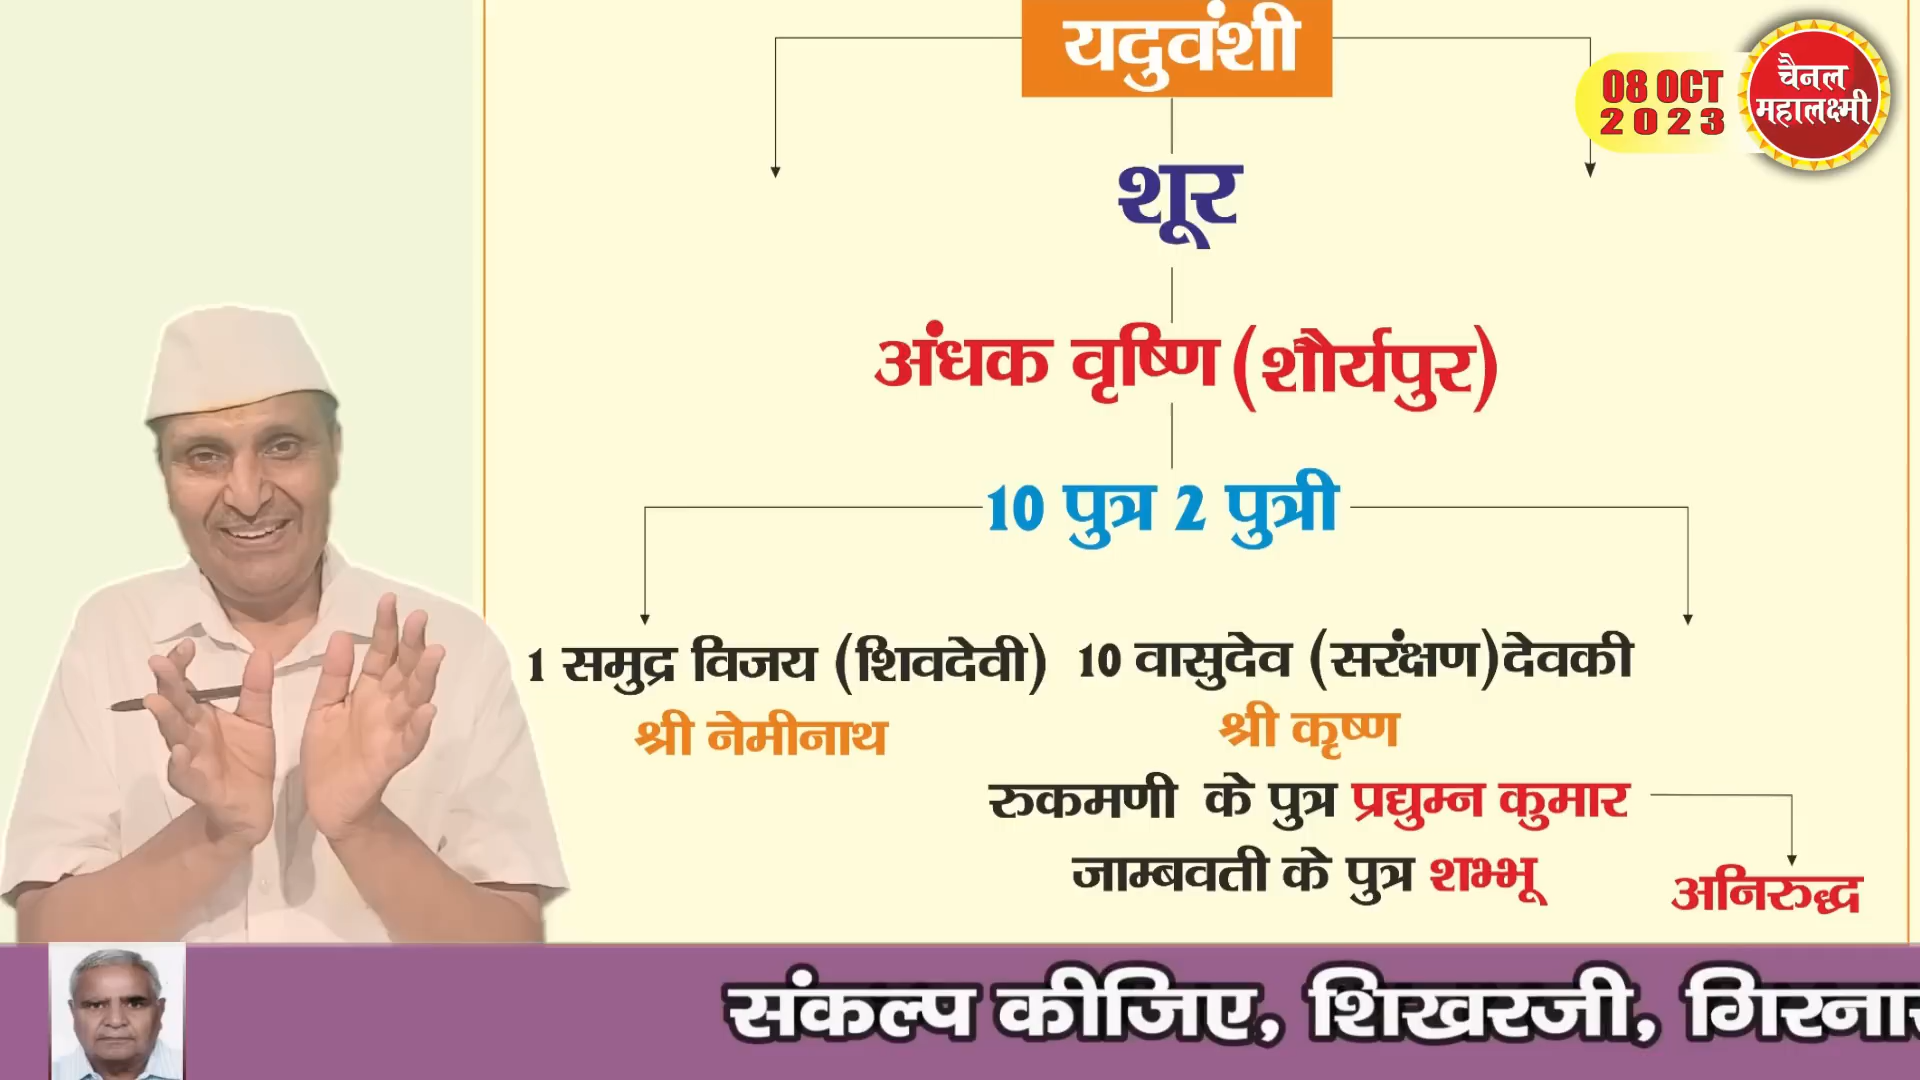 यदुवंशी
08 OCT
2023
चैनल
महालक्ष्मी
शूर
अंधक वृष्णि (शौर्यपुर)
10 पुत्र 2 पुत्री
1 समुद्र विजय (शिवदेवी)
10 वासुदेव (सरंक्षण)देवकी
श्री नेमीनाथ
श्री कृष्ण
रुकमणी के पुत्र प्रद्युम्न कुमार
जाम्बवती के पुत्र शभ्भू
अनिरुद्ध
संकल्प कीजिए, शिखरजी,